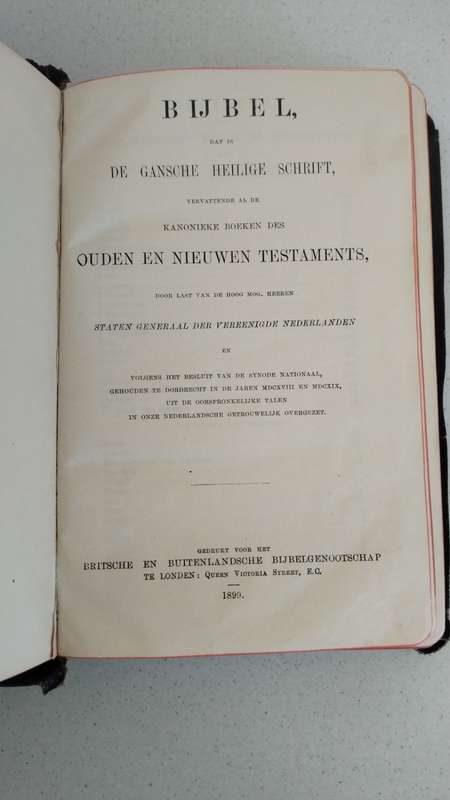 BIJBEL,
DAT IS
DE GANSCHE HEILIGE SCHRIFT,
VERVATTENDE AL DE
KANONIEKE BOEKEN DES
OUDEN EN NIEUWEN TESTAMENTS,
DOOR LAST VAN DE HOOG MOG. HEEREN
STATEN GENERAAL DER VEREENIGDE NEDERLANDEN
EN
VOLGENS HET BESLUIT VAN DE SYNODE NATIONAAL,
GEHOUDEN TE DORDRECHT IN DE JAREN MDCXVIII EN MDCXIX,
UIT DE OORSPRONKELIJKE TALEN
IN ONZE NEDERLANDSCHE GETROUWELIJK OVERGEZET.
GEDRUKT VOOR HET
BRITSCHE EN BUITENLANDSCHE BIJBELGENOOTSCHAP
TE LONDEN: QUEEN VICTORIA STREET, E.C.
1899.